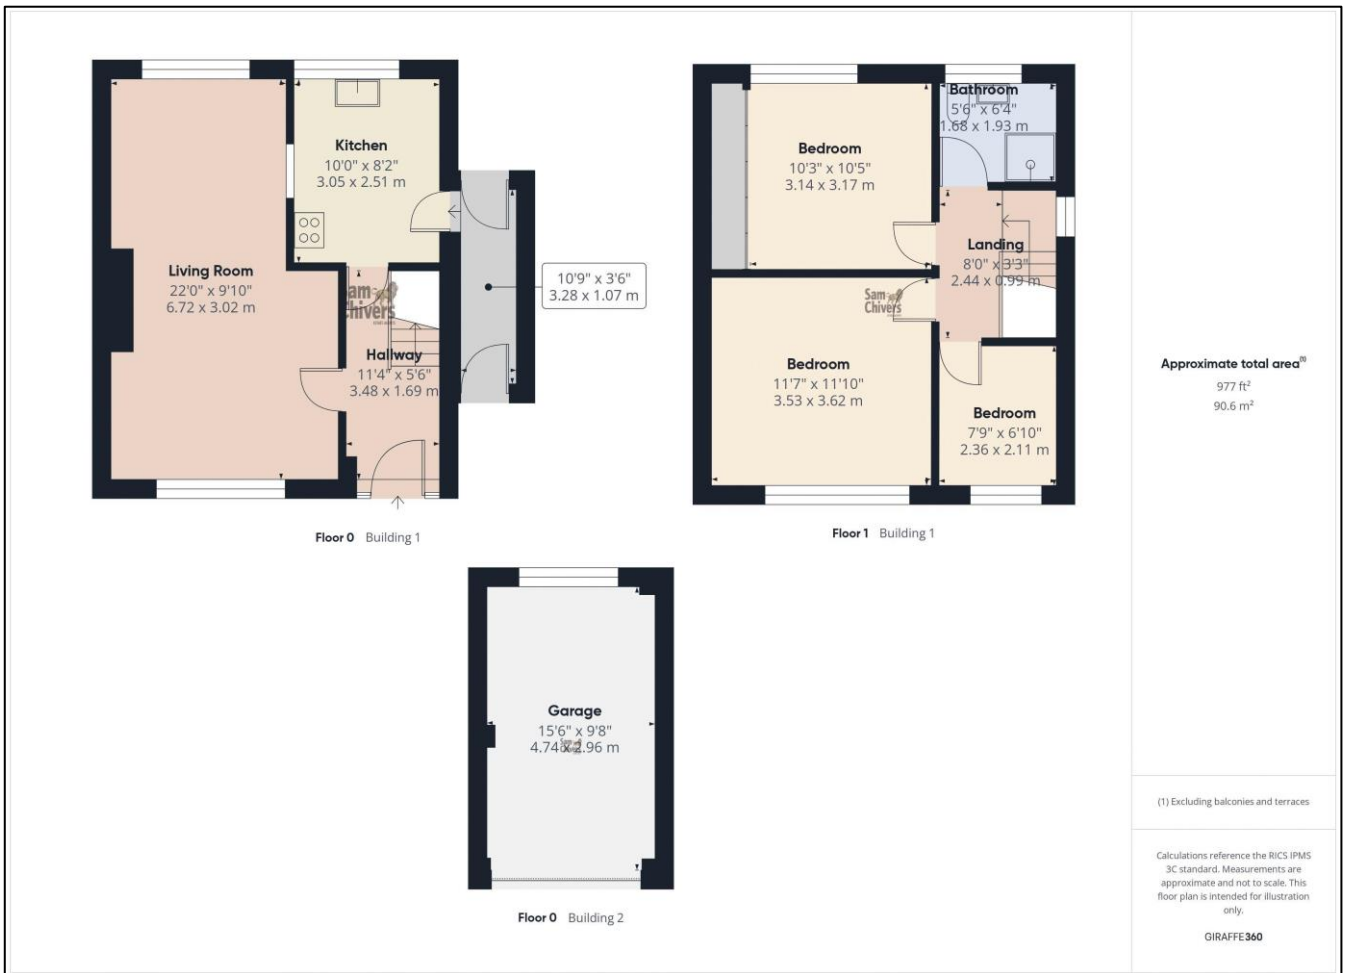 Kitchen
10'0" x 8'2"
3.05 x 2.51 m
Living Room
22'0" x 9'10"
6.72 x 3.02 m
10'9" x 3'6"
3.28 x 1.07 m
Sam
Chivers
Hallway
11'4" x 5'6"
3.48 x 1.69 m
Floor 0 Building 1
Bathroom
5'6" x 6'4"
1.68 x 1.93 m
Bedroom
10'3" x 10'5"
3.14 x 3.17 m
Landing
8'0" x 3'3"
2.44 x 0.99 m
Sam
Chivers
Bedroom
11'7" x 11'10"
3.53 x 3.62 m
Bedroom
7'9" x 6'10"
2.36 x 2.11 m
Floor 1 Building 1
Garage
15'6" x 9'8"
4.74 x 2.96 m
Floor 0 Building 2
Approximate total area(1)
977 ft²
90.6 m²
(1) Excluding balconies and terraces
Calculations reference the RICS IPMS
3C standard. Measurements are
approximate and not to scale. This
floor plan is intended for illustration
only.
GIRAFFE360